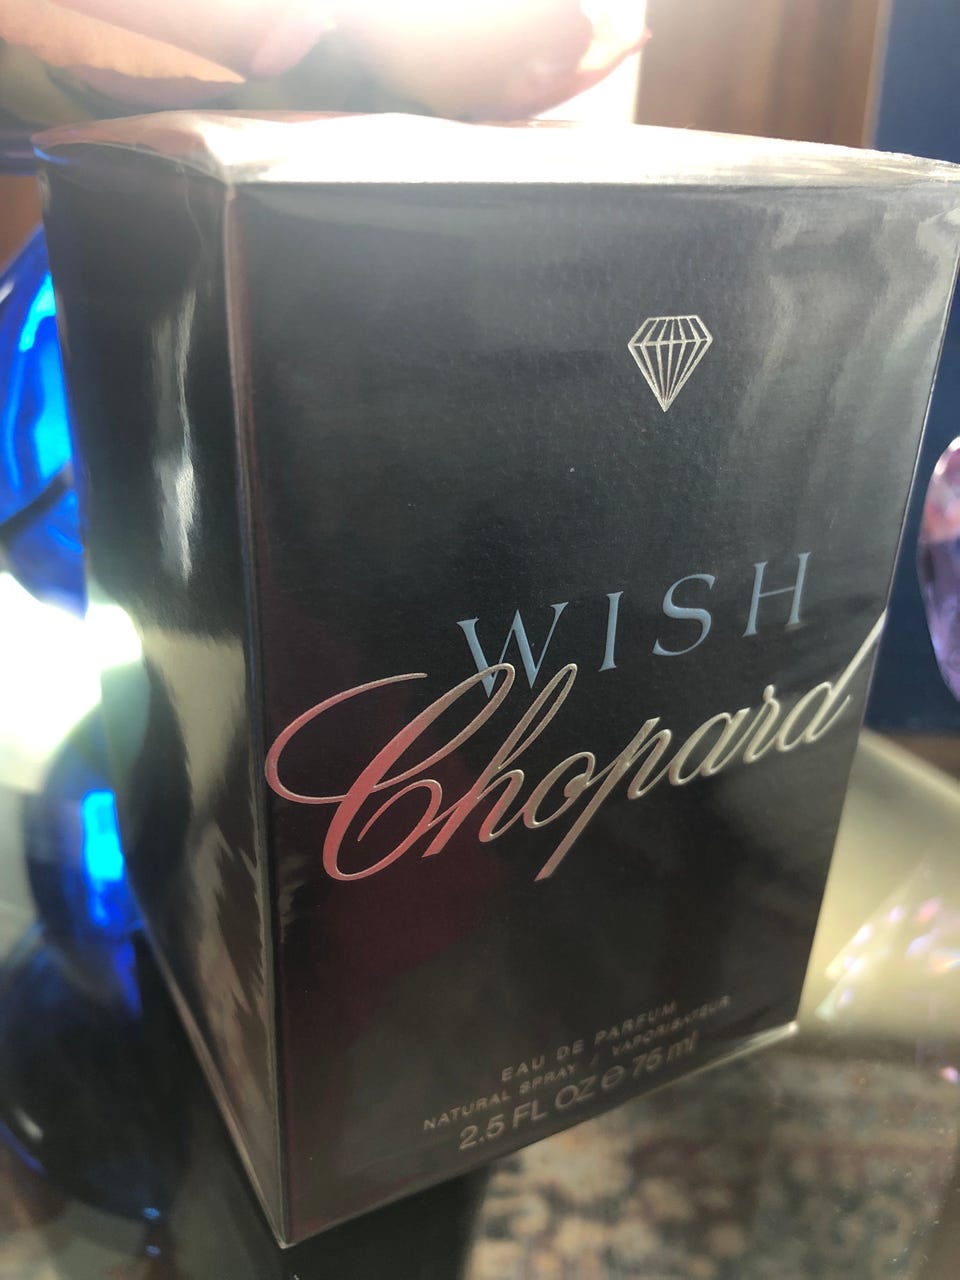 WISH
Chopard
EAU DE PARFUM
NATURAL SPRAY / VAPORISATEUR
2.5 FL OZ ℮ 75 ml